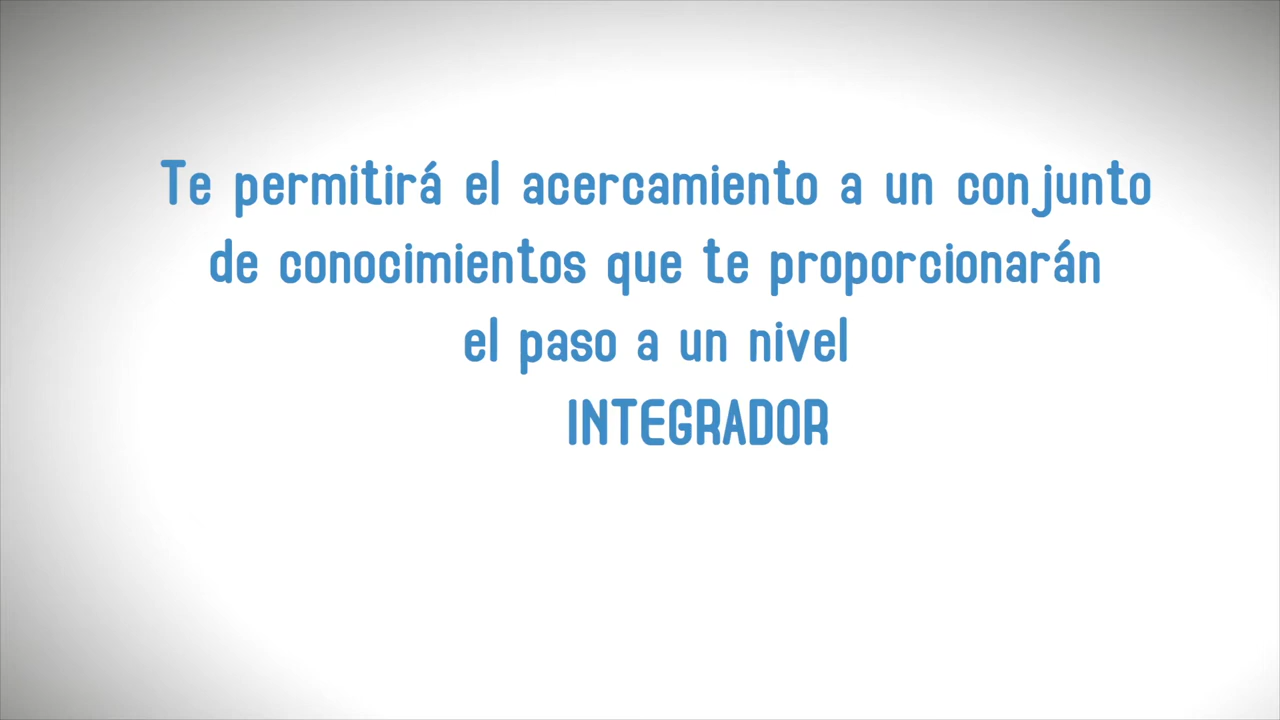 Te permitirá el acercamiento a un conjunto
de conocimientos que te proporcionarán
el paso a un nivel
INTEGRADOR